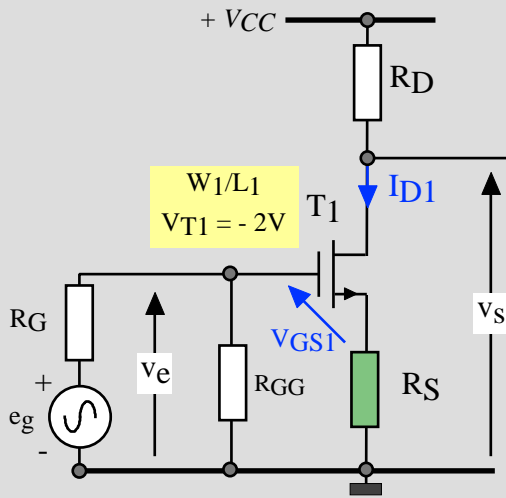 + VCC
RD
W1/L1
VT1 = - 2V
T1
ID1
RG
ve
VGS1
vs
RGG
RS
+
eg
-